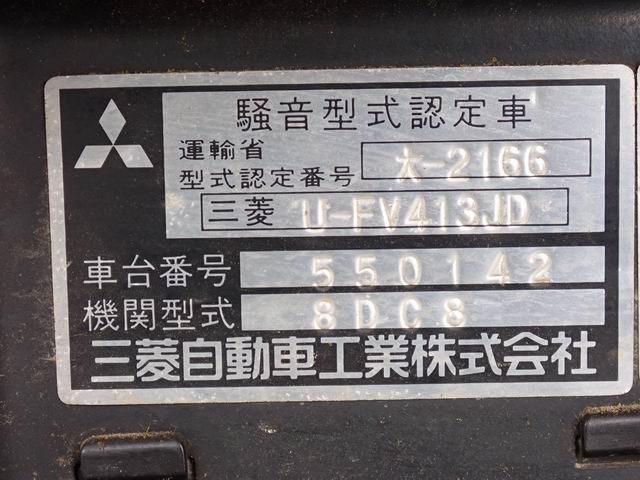 騒音型式認定車
運輸省
型式認定番号 大-2166
三菱 U-FV413JD
車台番号 550142
機関型式 8DC8
三菱自動車工業株式会社